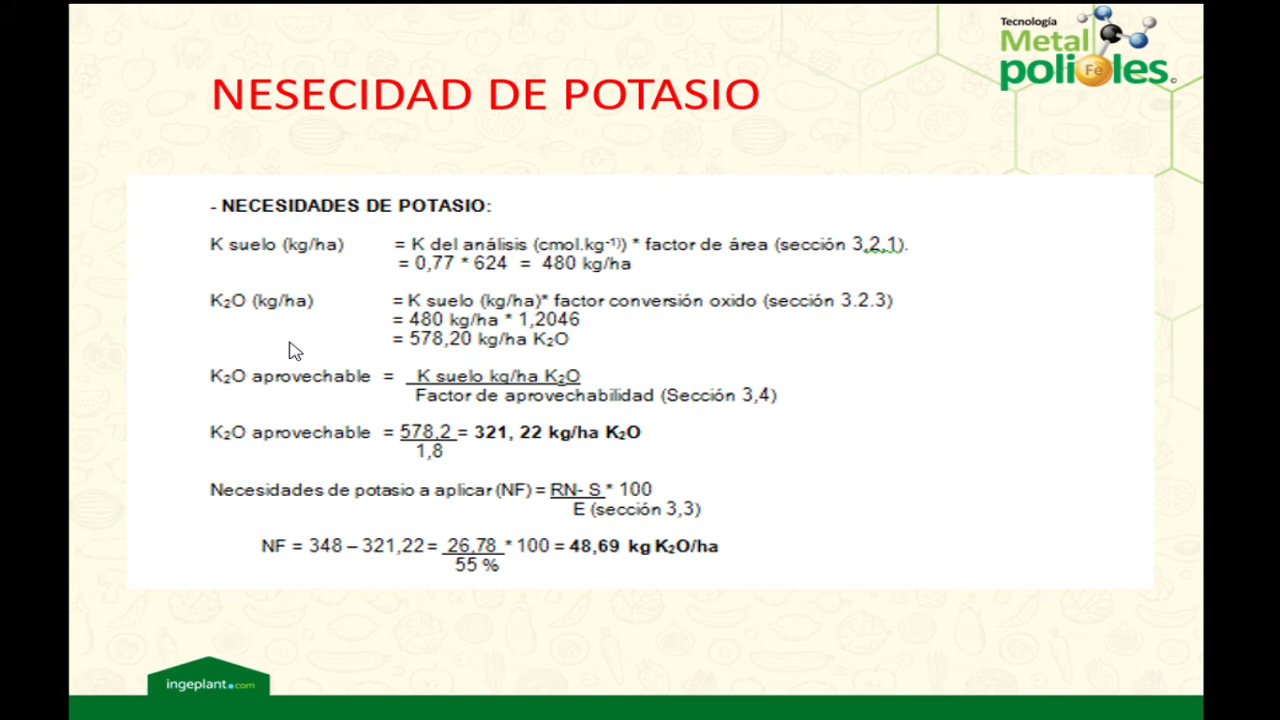 Tecnología
Metal
polioles
Fe
NESECIDAD DE POTASIO
- NECESIDADES DE POTASIO:
K suelo (kg/ha) = K del análisis (cmol.kg⁻¹)) * factor de área (sección 3,2,1).
= 0,77 * 624 = 480 kg/ha
K₂O (kg/ha) = K suelo (kg/ha)* factor conversión oxido (sección 3.2.3)
= 480 kg/ha * 1,2046
= 578,20 kg/ha K₂O
K₂O aprovechable = K suelo kg/ha K₂O
Factor de aprovechabilidad (Sección 3,4)
K₂O aprovechable = 578,2 = 321, 22 kg/ha K₂O
1,8
Necesidades de potasio a aplicar (NF) = RN- S * 100
E (sección 3,3)
NF = 348 – 321,22 = 26,78 * 100 = 48,69 kg K₂O/ha
55 %
ingeplant.com